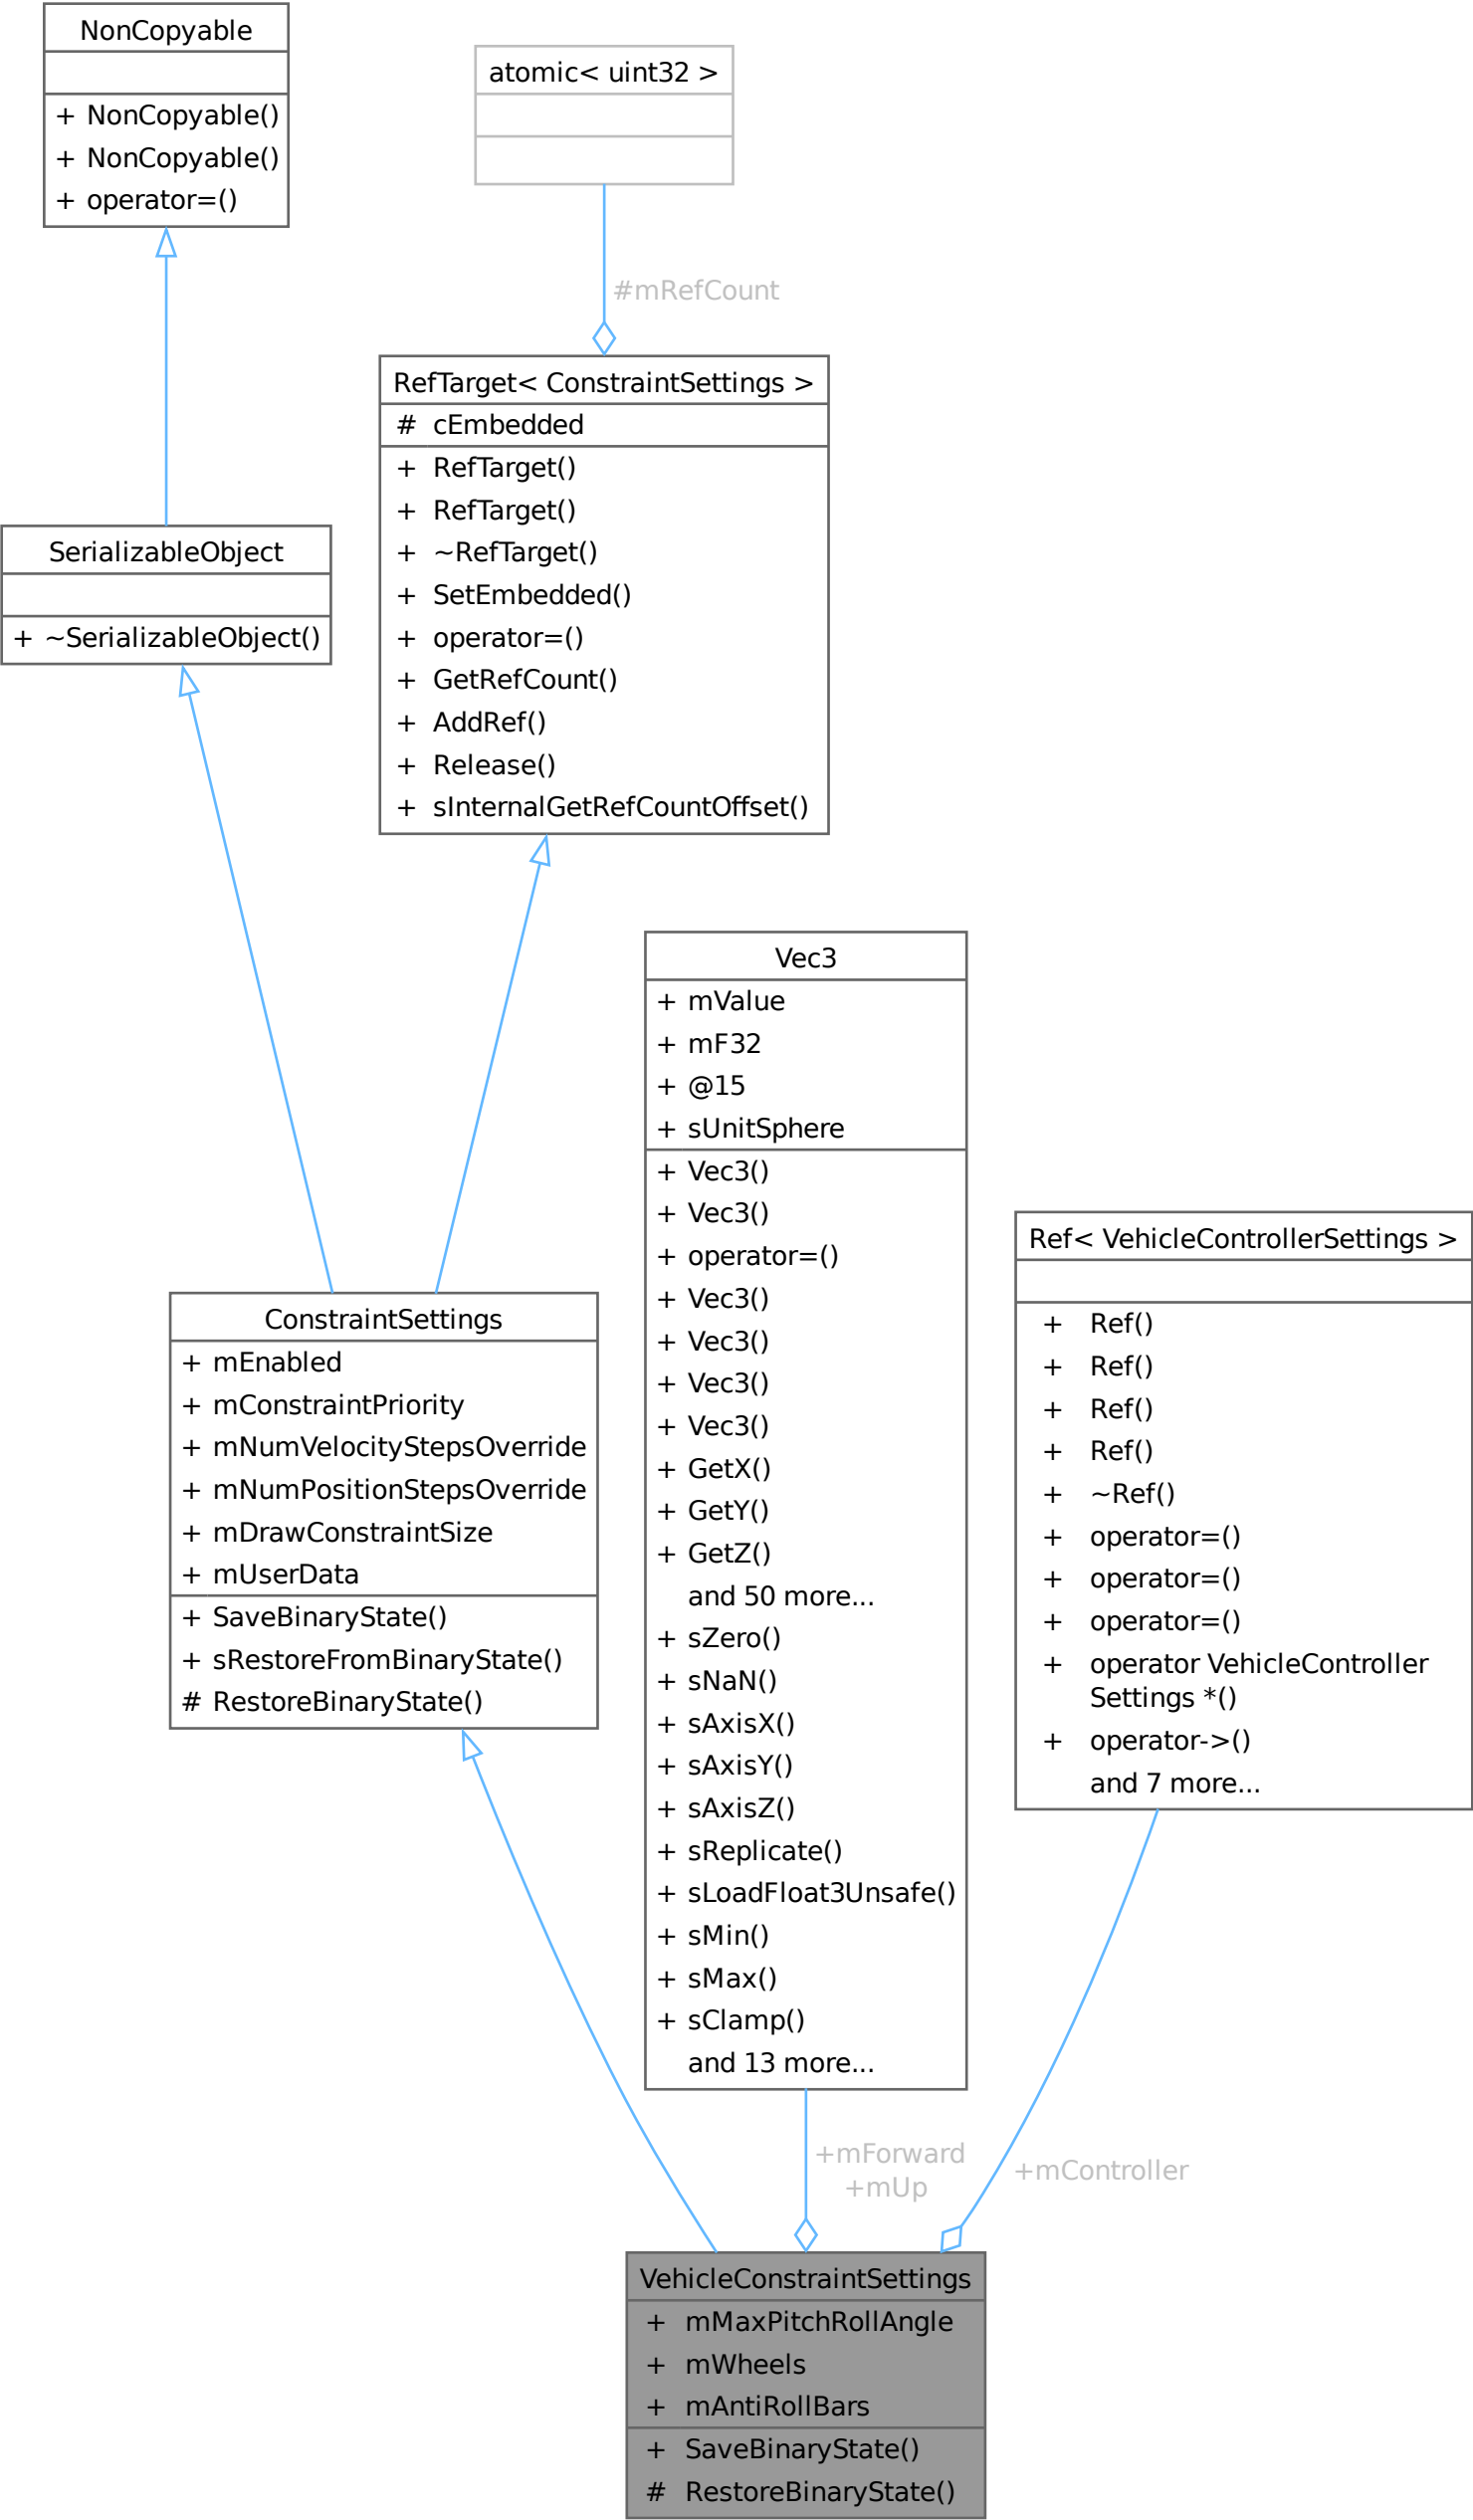 NonCopyable
+ NonCopyable()
+ NonCopyable()
+ operator=()
atomic< uint32 >
#mRefCount
RefTarget< ConstraintSettings >
# cEmbedded
+ RefTarget()
+ RefTarget()
+ ~RefTarget()
+ SetEmbedded()
+ operator=()
+ GetRefCount()
+ AddRef()
+ Release()
+ sInternalGetRefCountOffset()
SerializableObject
+ ~SerializableObject()
Vec3
+ mValue
+ mF32
+ @15
+ sUnitSphere
+ Vec3()
+ Vec3()
+ operator=()
+ Vec3()
+ Vec3()
+ Vec3()
+ Vec3()
+ GetX()
+ GetY()
+ GetZ()
and 50 more...
+ sZero()
+ sNaN()
+ sAxisX()
+ sAxisY()
+ sAxisZ()
+ sReplicate()
+ sLoadFloat3Unsafe()
+ sMin()
+ sMax()
+ sClamp()
and 13 more...
Ref< VehicleControllerSettings >
+ Ref()
+ Ref()
+ Ref()
+ Ref()
+ ~Ref()
+ operator=()
+ operator=()
+ operator=()
+ operator VehicleController
Settings *()
+ operator->()
and 7 more...
ConstraintSettings
+ mEnabled
+ mConstraintPriority
+ mNumVelocityStepsOverride
+ mNumPositionStepsOverride
+ mDrawConstraintSize
+ mUserData
+ SaveBinaryState()
+ sRestoreFromBinaryState()
# RestoreBinaryState()
+mForward
+mUp
+mController
VehicleConstraintSettings
+ mMaxPitchRollAngle
+ mWheels
+ mAntiRollBars
+ SaveBinaryState()
# RestoreBinaryState()